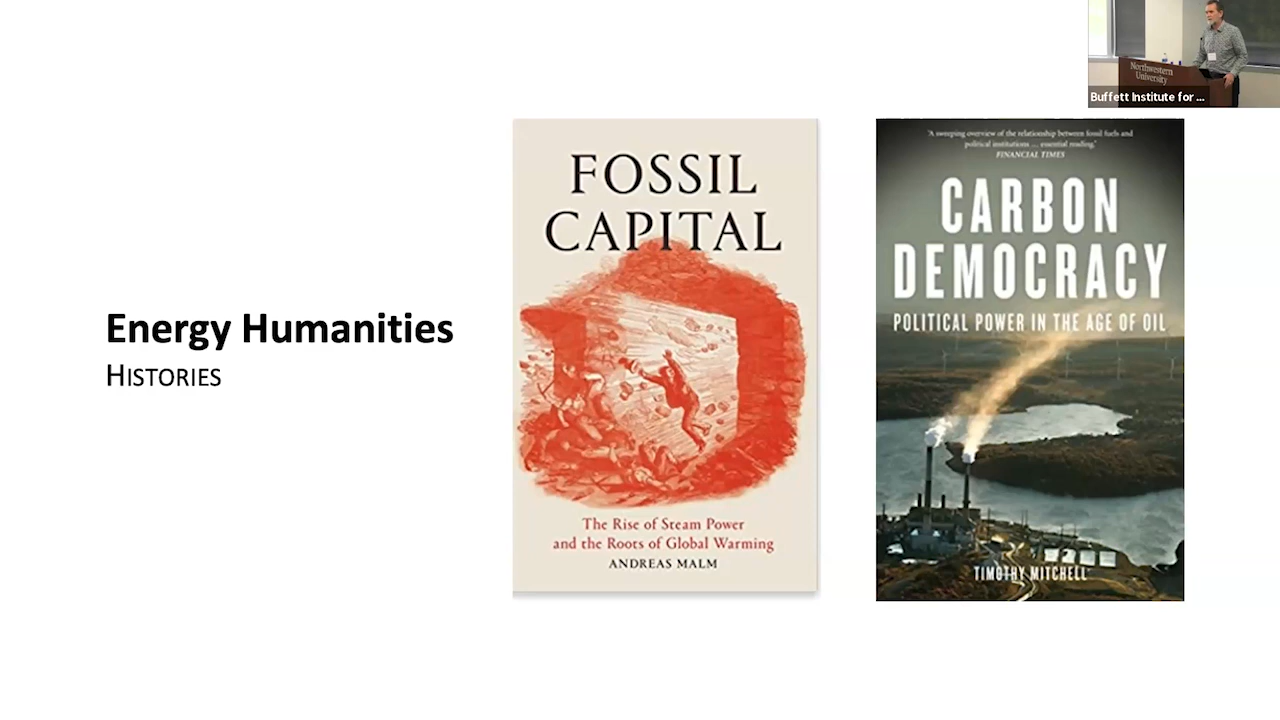 Energy Humanities
HISTORIES
FOSSIL
CAPITAL
The Rise of Steam Power
and the Roots of Global Warming
ANDREAS MALM
'A sweeping overview of the relationship between fossil fuels and
political institutions ... essential reading.'
FINANCIAL TIMES
CARBON
DEMOCRACY
POLITICAL POWER IN THE AGE OF OIL
TIMOTHY MITCHELL
Northwestern
University
Buffett Institute for ...